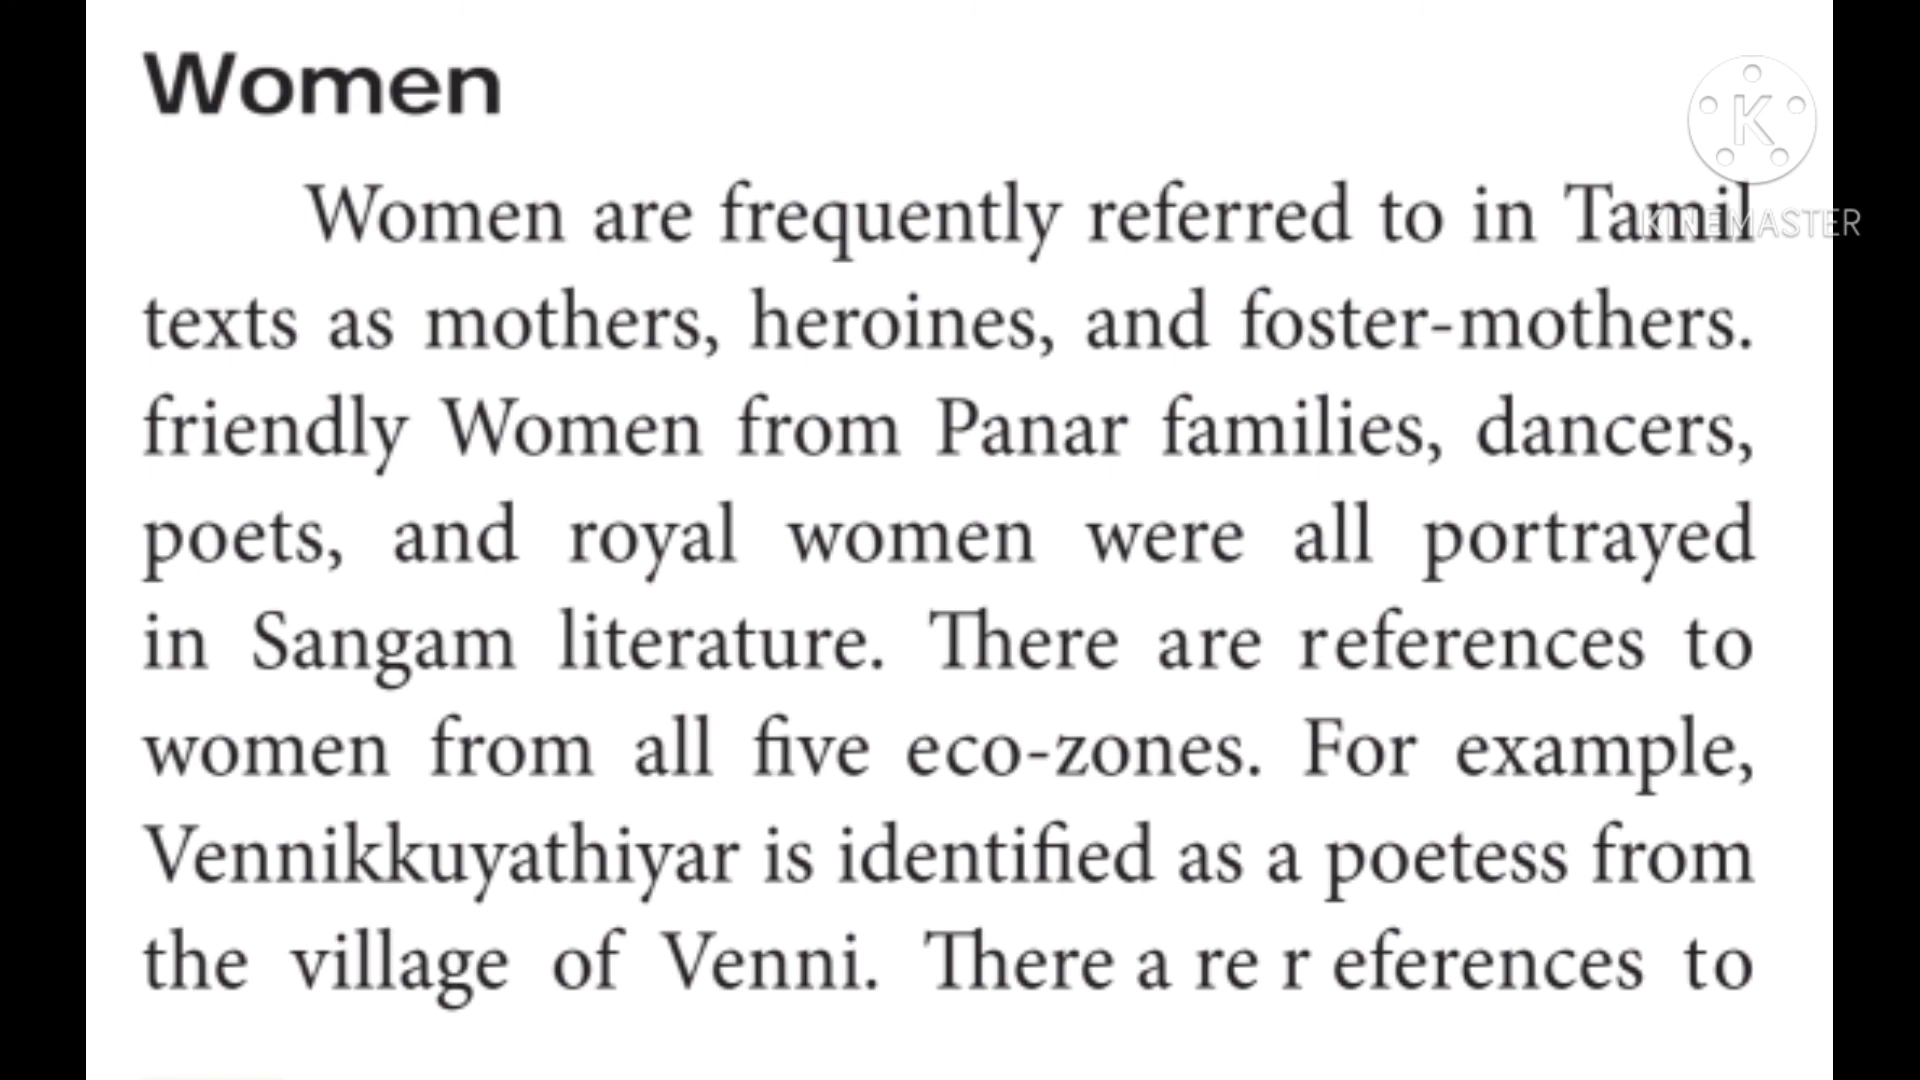 Women
K
KINEMASTER
Women are frequently referred to in Tamil
texts as mothers, heroines, and foster-mothers.
friendly Women from Panar families, dancers,
poets, and royal women were all portrayed
in Sangam literature. There are references to
women from all five eco-zones. For example,
Vennikkuyathiyar is identified as a poetess from
the village of Venni. There a re r eferences to